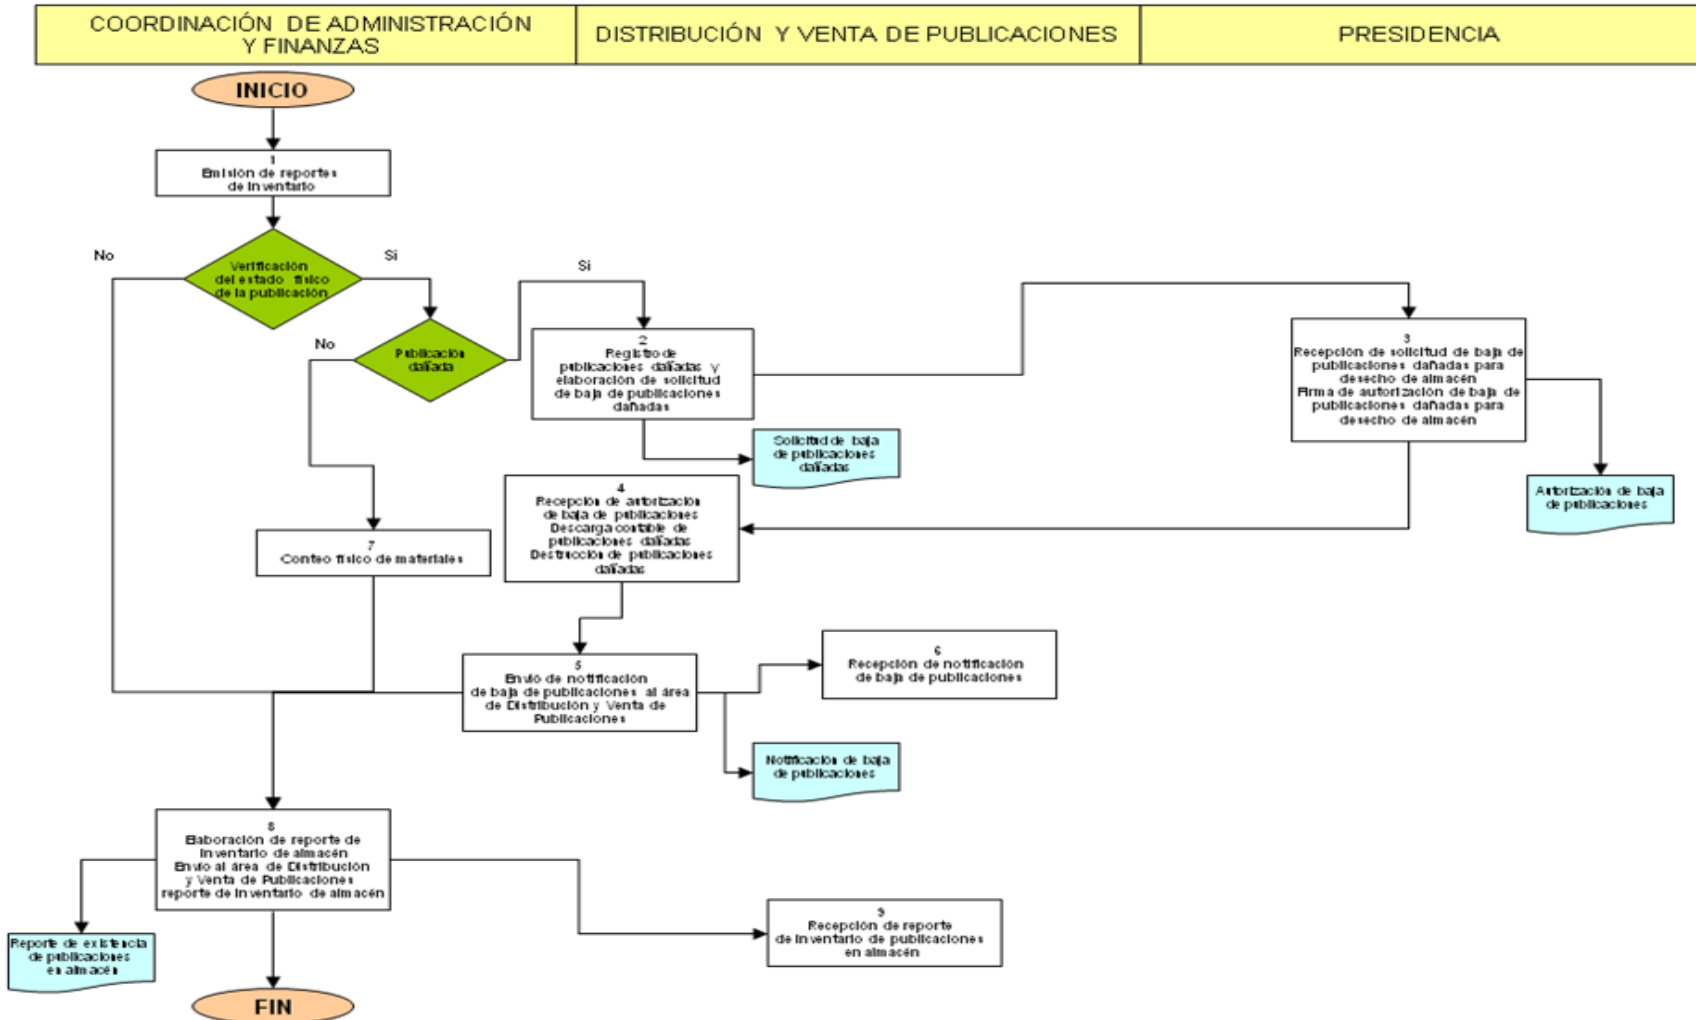 COORDINACIÓN DE ADMINISTRACIÓN
Y FINANZAS
DISTRIBUCIÓN Y VENTA DE PUBLICACIONES
PRESIDENCIA
INICIO
1
Emisión de reportes
de inventario
No
Si
Verificación
del estado físico
de la publicación
Si
No
Publicación
dañada
2
Registro de
publicaciones dañadas y
elaboración de solicitud
de baja de publicaciones
dañadas
3
Recepción de solicitud de baja de
publicaciones dañadas para
desecho de almacén
Firma de autorización de baja de
publicaciones dañadas para
desecho de almacén
Solicitud de baja
de publicaciones
dañadas
4
Recepción de autorización
de baja de publicaciones
Descarga contable de
publicaciones dañadas
Destrucción de publicaciones
dañadas
Autorización de baja
de publicaciones
7
Conteo físico de materiales
5
Envió de notificación
de baja de publicaciones al área
de Distribución y Venta de
Publicaciones
6
Recepción de notificación
de baja de publicaciones
Notificación de baja
de publicaciones
8
Elaboración de reporte de
inventario de almacén
Envío al área de Distribución
y Venta de Publicaciones
reporte de inventario de almacén
9
Recepción de reporte
de inventario de publicaciones
en almacén
Reporte de existencia
de publicaciones
en almacén
FIN